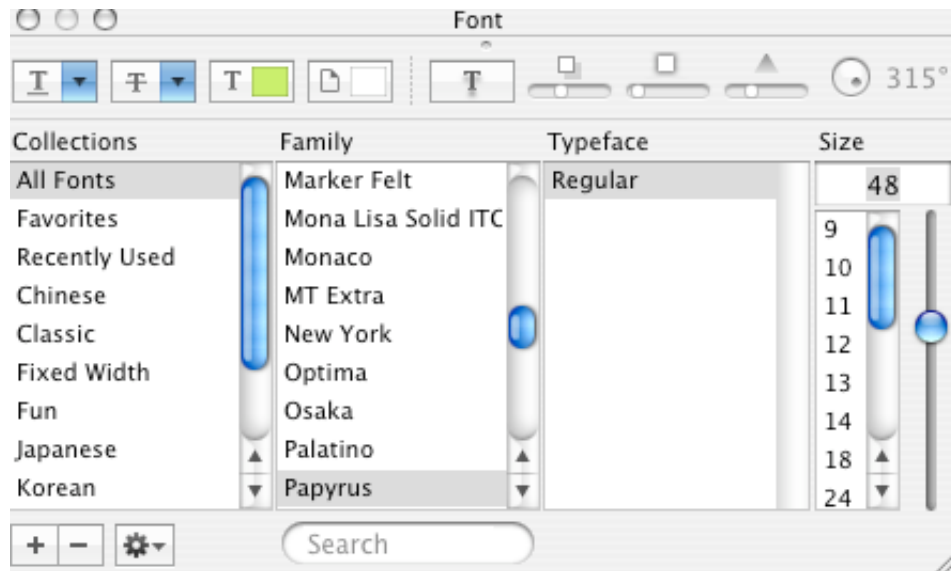 Font
T T T T 315°
Collections Family Typeface Size
All Fonts Marker Felt Regular 48
Favorites Mona Lisa Solid ITC 9
Recently Used Monaco 10
Chinese MT Extra 11
Classic New York 12
Fixed Width Optima 13
Fun Osaka 14
Japanese Palatino 18
Korean Papyrus 24
Search